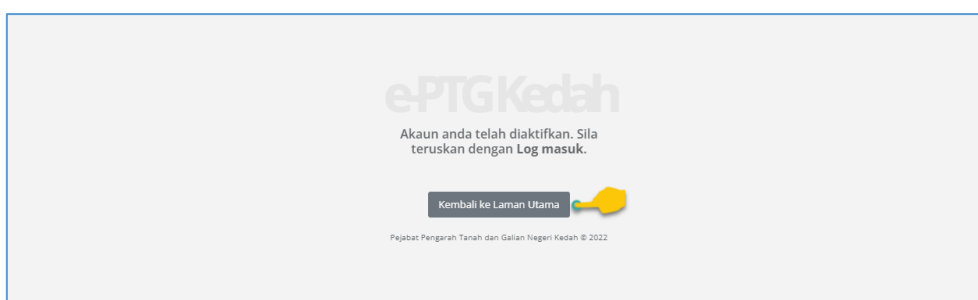 e-PTG Kedah
Akaun anda telah diaktifkan. Sila
teruskan dengan Log masuk.
Kembali ke Laman Utama
Pejabat Pengarah Tanah dan Galian Negeri Kedah © 2022